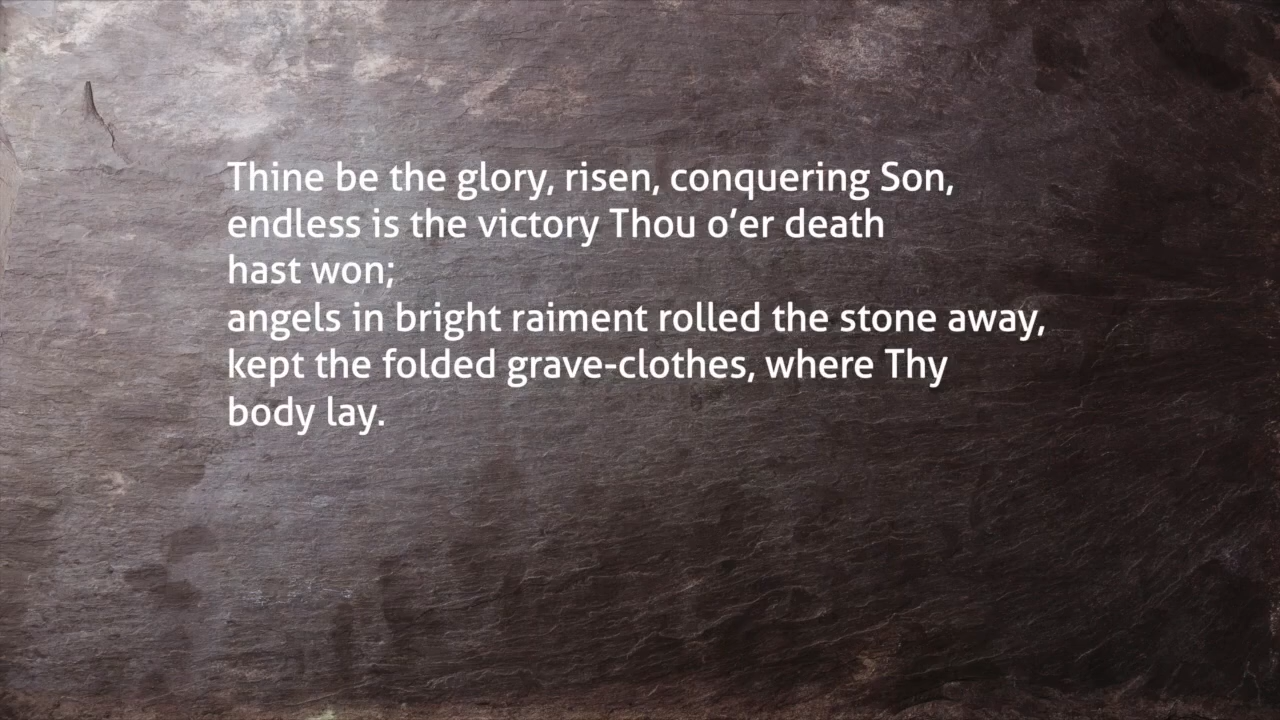 Thine be the glory, risen, conquering Son,
endless is the victory Thou o’er death
hast won;
angels in bright raiment rolled the stone away,
kept the folded grave-clothes, where Thy
body lay.